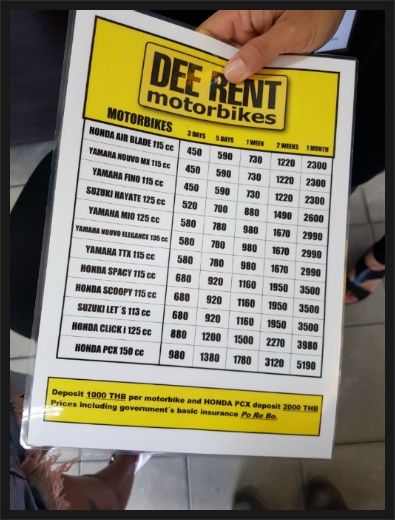 DEE RENT
motorbikes
MOTORBIKES 3 DAYS 5 DAYS 1 WEEK 2 WEEKS 1 MONTH
HONDA AIR BLADE 115 cc 450 590 730 1220 2300
YAMAHA NOUVO MX 115 cc 450 590 730 1220 2300
YAMAHA FINO 115 cc 450 590 730 1220 2300
SUZUKI HAYATE 125 cc 520 700 880 1490 2600
YAMAHA MIO 125 cc 580 780 980 1670 2990
YAMAHA NOUVO ELEGANCE 135 cc 580 780 980 1670 2990
YAMAHA TTX 115 cc 580 780 980 1670 2990
HONDA SPACY 115 cc 680 920 1160 1950 3500
HONDA SCOOPY 115 cc 680 920 1160 1950 3500
SUZUKI LET´S 113 cc 680 920 1160 1950 3500
HONDA CLICK I 125 cc 880 1200 1500 2270 3980
HONDA PCX 150 cc 980 1380 1780 3120 5190
Deposit 1000 THB per motorbike and HONDA PCX deposit 2000 THB
Prices including government´s basic insurance Po Ro Bo.